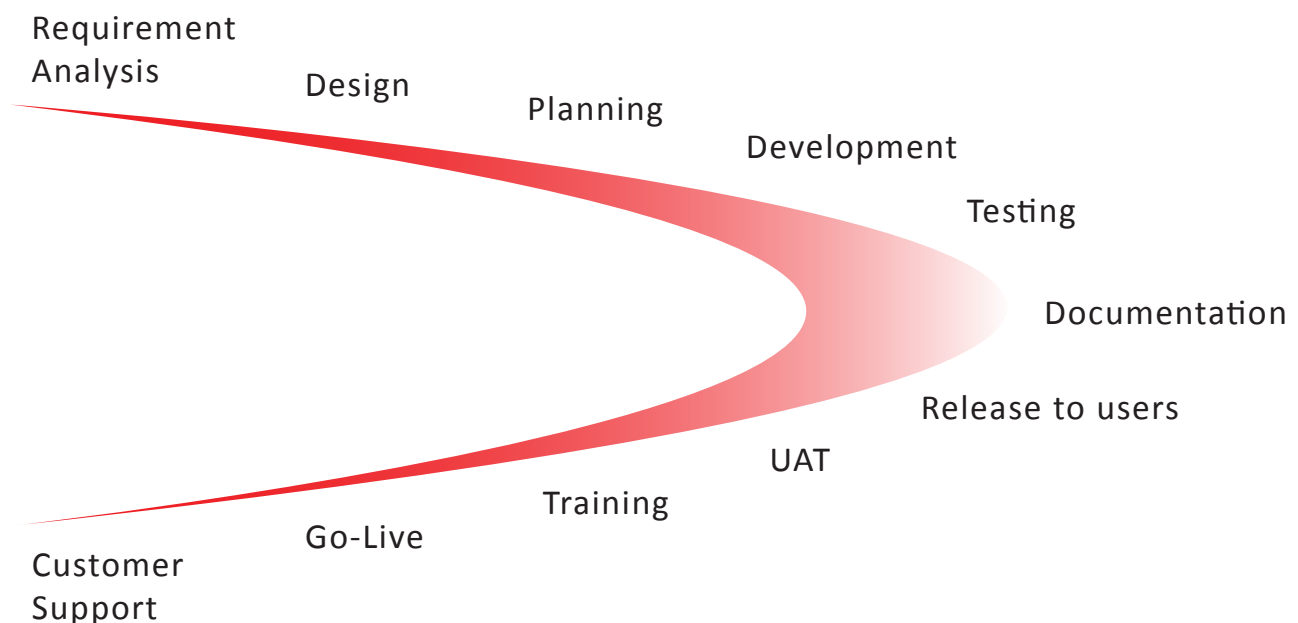 Requirement
Analysis
Design
Planning
Development
Testing
Documentation
Release to users
UAT
Training
Go-Live
Customer
Support